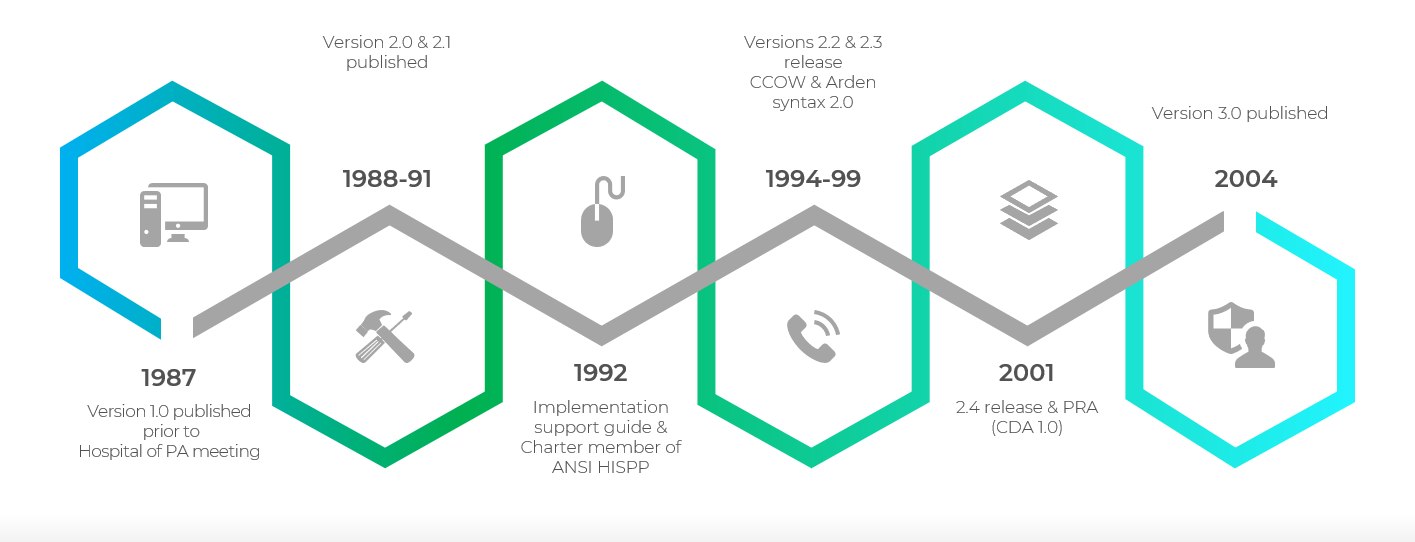 1987
Version 1.0 published
prior to
Hospital of PA meeting
Version 2.0 & 2.1
published
1988-91
1992
Implementation
support guide &
Charter member of
ANSI HISPP
Versions 2.2 & 2.3
release
CCOW & Arden
syntax 2.0
1994-99
2001
2.4 release & PRA
(CDA 1.0)
Version 3.0 published
2004